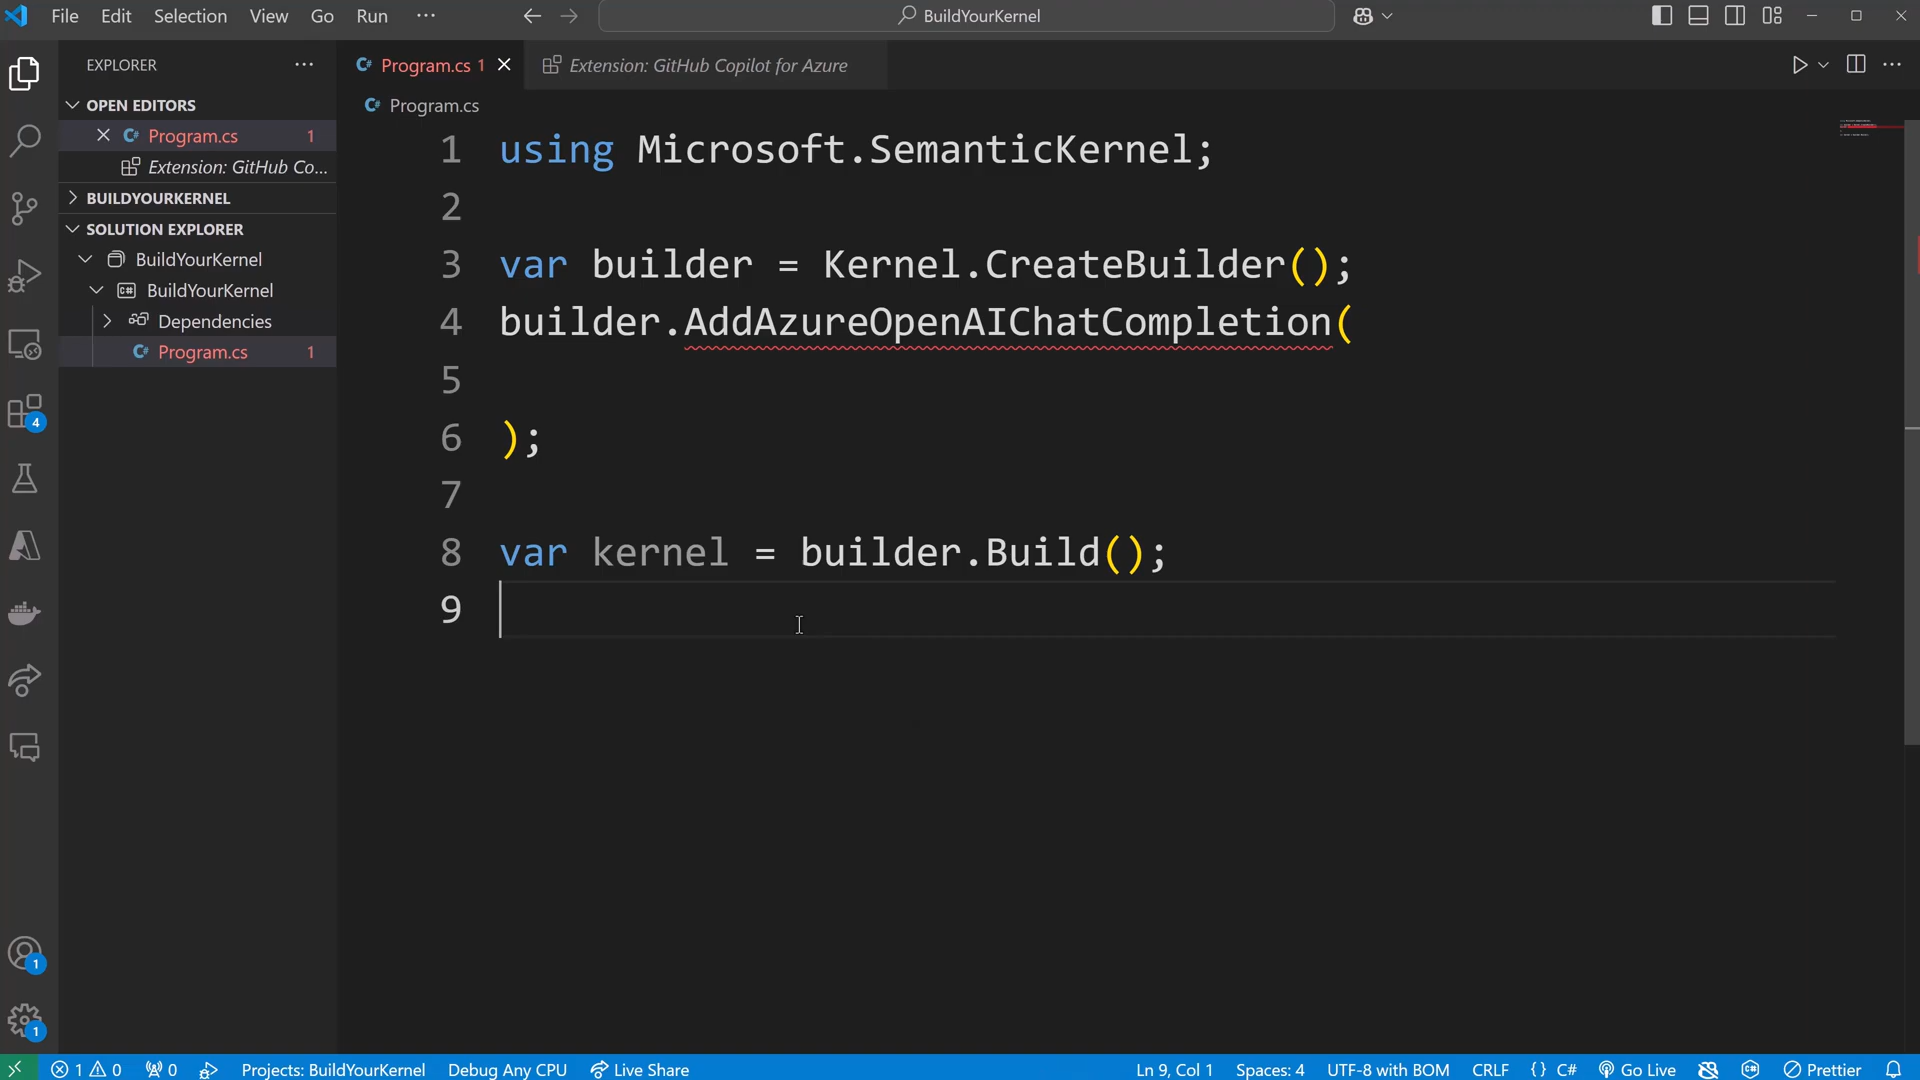 File Edit Selection View Go Run ···
BuildYourKernel
EXPLORER ···
Program.cs 1
Extension: GitHub Copilot for Azure
OPEN EDITORS
Program.cs 1
Extension: GitHub Co...
BUILDYOURKERNEL
SOLUTION EXPLORER
BuildYourKernel
BuildYourKernel
Dependencies
Program.cs 1
4
1
1
Program.cs
1 using Microsoft.SemanticKernel;
2
3 var builder = Kernel.CreateBuilder();
4 builder.AddAzureOpenAIChatCompletion(
5
6 );
7
8 var kernel = builder.Build();
9
1 0 0 Projects: BuildYourKernel Debug Any CPU Live Share Ln 9, Col 1 Spaces: 4 UTF-8 with BOM CRLF {} C# Go Live Prettier